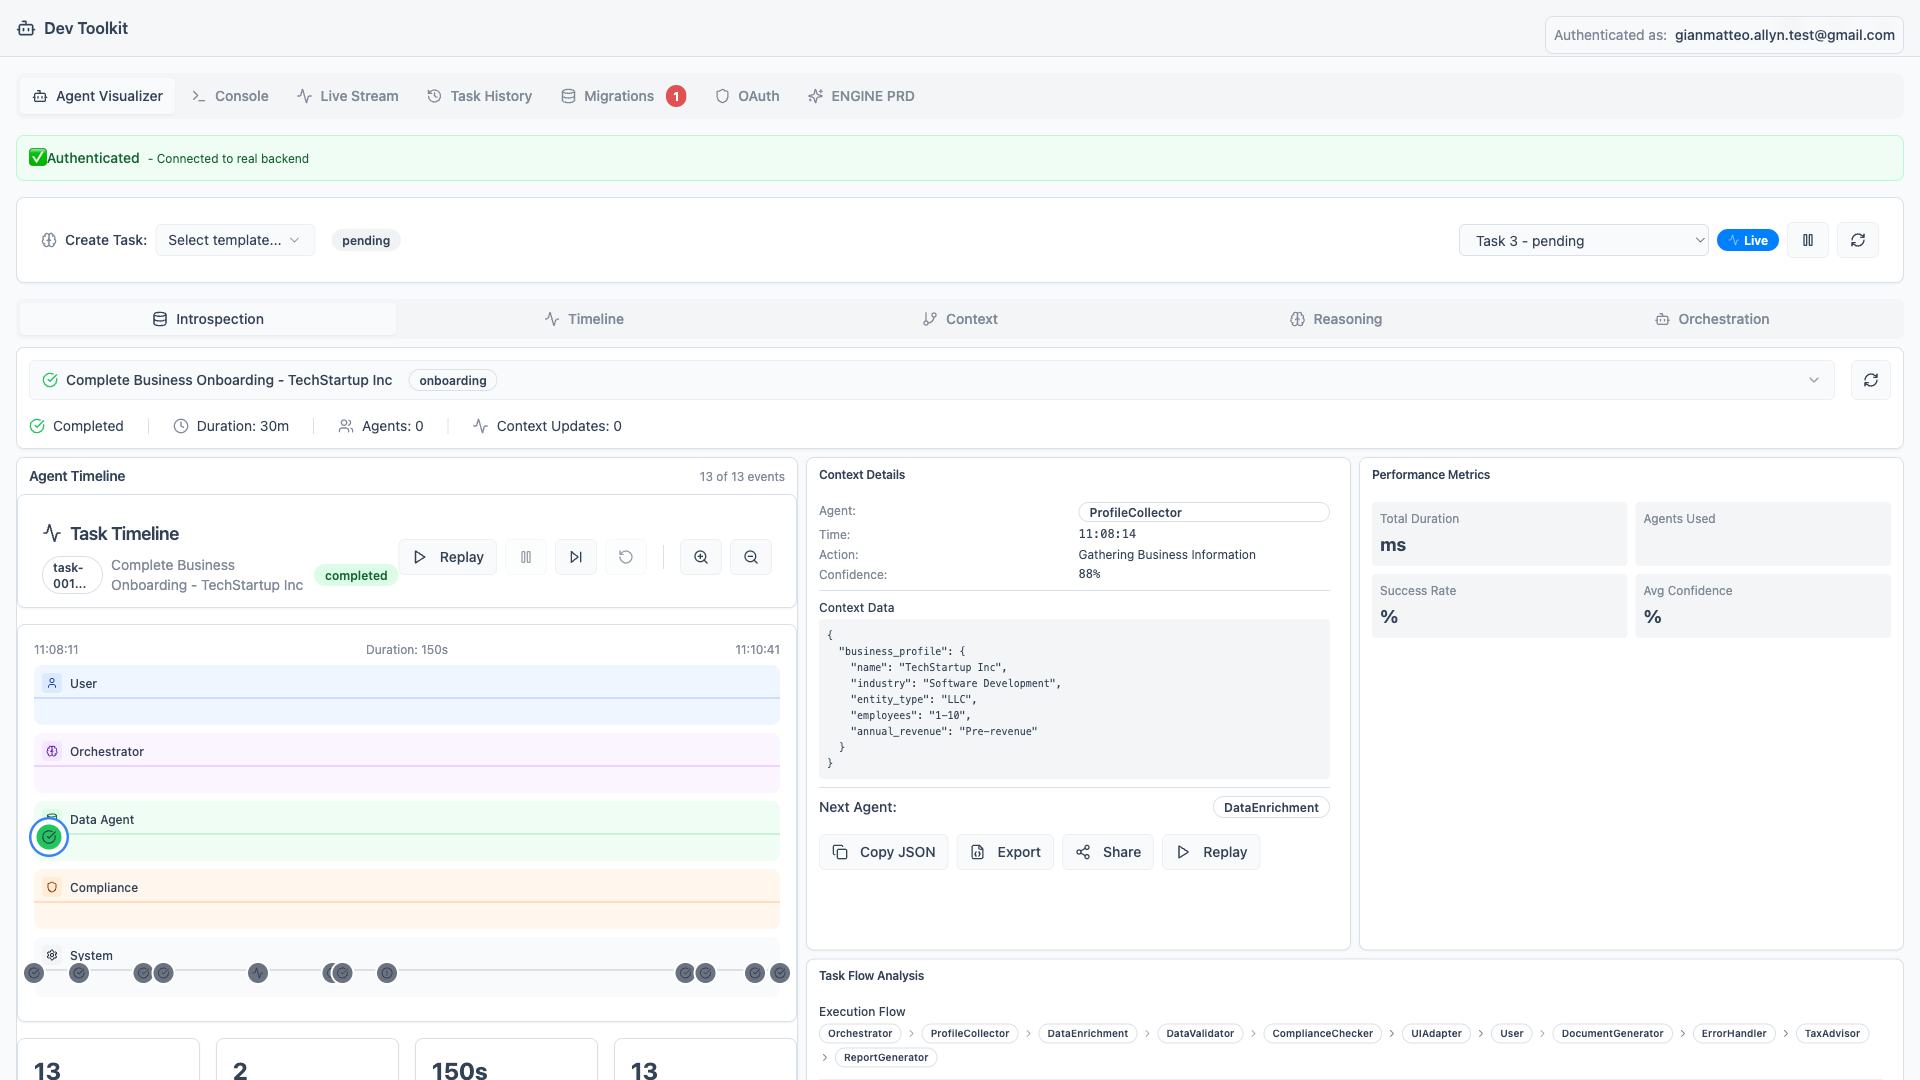 Dev Toolkit
Authenticated as: gianmatteo.allyn.test@gmail.com
Agent Visualizer
Console
Live Stream
Task History
Migrations 1
OAuth
ENGINE PRD
Authenticated - Connected to real backend
Create Task: Select template... pending
Task 3 - pending
Live
Introspection
Timeline
Context
Reasoning
Orchestration
Complete Business Onboarding - TechStartup Inc onboarding
Completed
Duration: 30m
Agents: 0
Context Updates: 0
Agent Timeline
13 of 13 events
Task Timeline
task-
001...
Complete Business
Onboarding - TechStartup Inc
completed
Replay
11:08:11
Duration: 150s
11:10:41
User
Orchestrator
Data Agent
Compliance
System
13
2
150s
13
Context Details
Agent: ProfileCollector
Time: 11:08:14
Action: Gathering Business Information
Confidence: 88%
Context Data
{
"business_profile": {
"name": "TechStartup Inc",
"industry": "Software Development",
"entity_type": "LLC",
"employees": "1-10",
"annual_revenue": "Pre-revenue"
}
}
Next Agent: DataEnrichment
Copy JSON
Export
Share
Replay
Performance Metrics
Total Duration
ms
Agents Used
Success Rate
%
Avg Confidence
%
Task Flow Analysis
Execution Flow
Orchestrator > ProfileCollector > DataEnrichment > DataValidator > ComplianceChecker > UIAdapter > User > DocumentGenerator > ErrorHandler > TaxAdvisor
> ReportGenerator